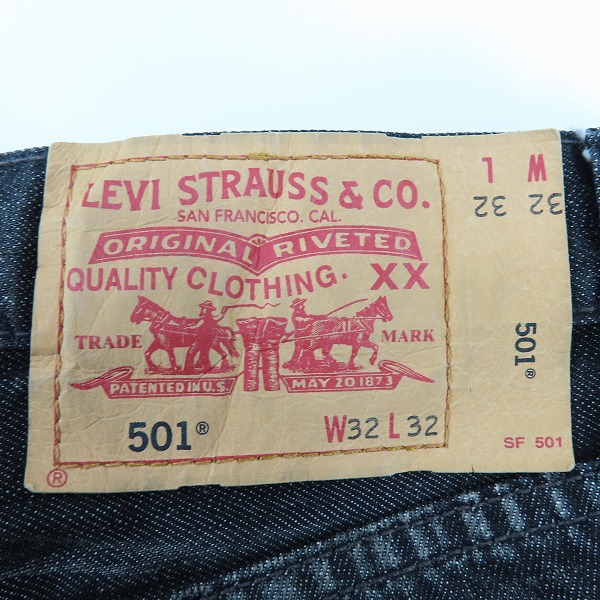 LEVI STRAUSS & CO.
SAN FRANCISCO. CAL.
ORIGINAL RIVETED
QUALITY CLOTHING. XX
TRADE MARK
PATENTED IN U.S. MAY 20 1873
501® W32 L32
®
W L
32 32
501®
SF 501